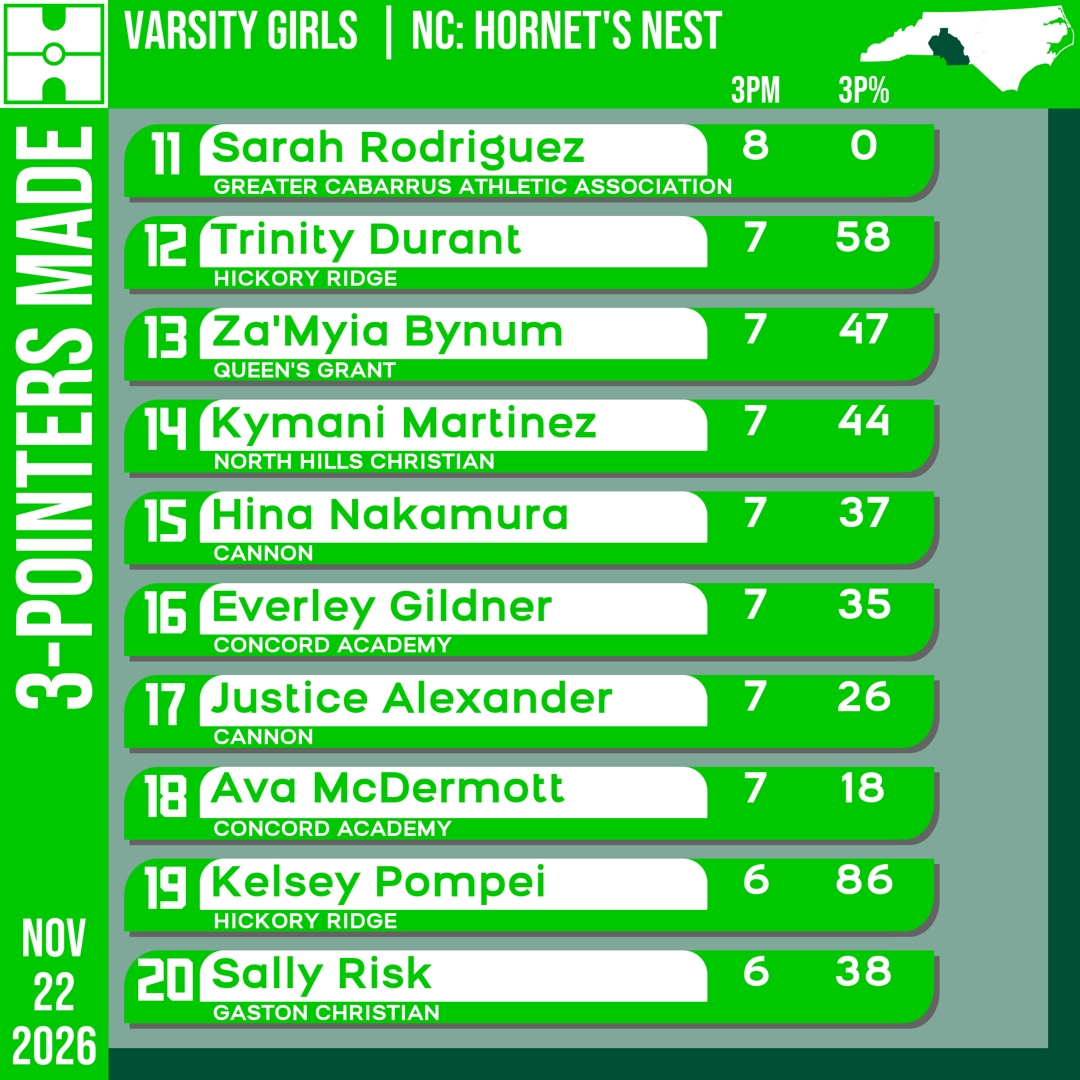 VARSITY GIRLS | NC: HORNET'S NEST
3PM 3P%
3-POINTERS MADE
11 Sarah Rodriguez 8 0
GREATER CABARRUS ATHLETIC ASSOCIATION
12 Trinity Durant 7 58
HICKORY RIDGE
13 Za'Myia Bynum 7 47
QUEEN'S GRANT
14 Kymani Martinez 7 44
NORTH HILLS CHRISTIAN
15 Hina Nakamura 7 37
CANNON
16 Everley Gildner 7 35
CONCORD ACADEMY
17 Justice Alexander 7 26
CANNON
18 Ava McDermott 7 18
CONCORD ACADEMY
19 Kelsey Pompei 6 86
HICKORY RIDGE
20 Sally Risk 6 38
GASTON CHRISTIAN
NOV
22
2026